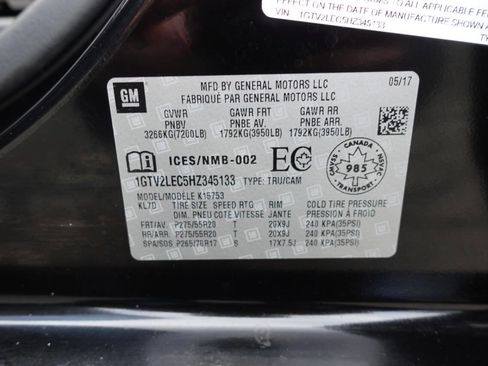 EFFECT ON THE DATE OF MANUFACTURE SHOWN A
VIN 1GTV2LEC5HZ345133
TY
GM
MFD BY GENERAL MOTORS LLC
FABRIQUÉ PAR GENERAL MOTORS LLC
05/17
GVWR GAWR FRT GAWR RR
PNBV PNBE AV. PNBE ARR.
3266KG(7200LB) 1792KG(3950LB) 1792KG(3950LB)
ICES/NMB-002 EC
CANADA
985
TRANSPORT
1GTV2LEC5HZ345133 TYPE: TRU/CAM
MODEL/MODELE K15753
KL7D TIRE SIZE SPEED RTG RIM COLD TIRE PRESSURE
DIM. PNEU COTE VITESSE JANTE PRESSION À FROID
FRT/AV. P275/55R20 T 20X9J 240 KPA(35PSI)
RR/ARR. P275/55R20 T 20X9J 240 KPA(35PSI)
SPA/SOS P265/70R17 S 17X7.5J 240 KPA(35PSI)